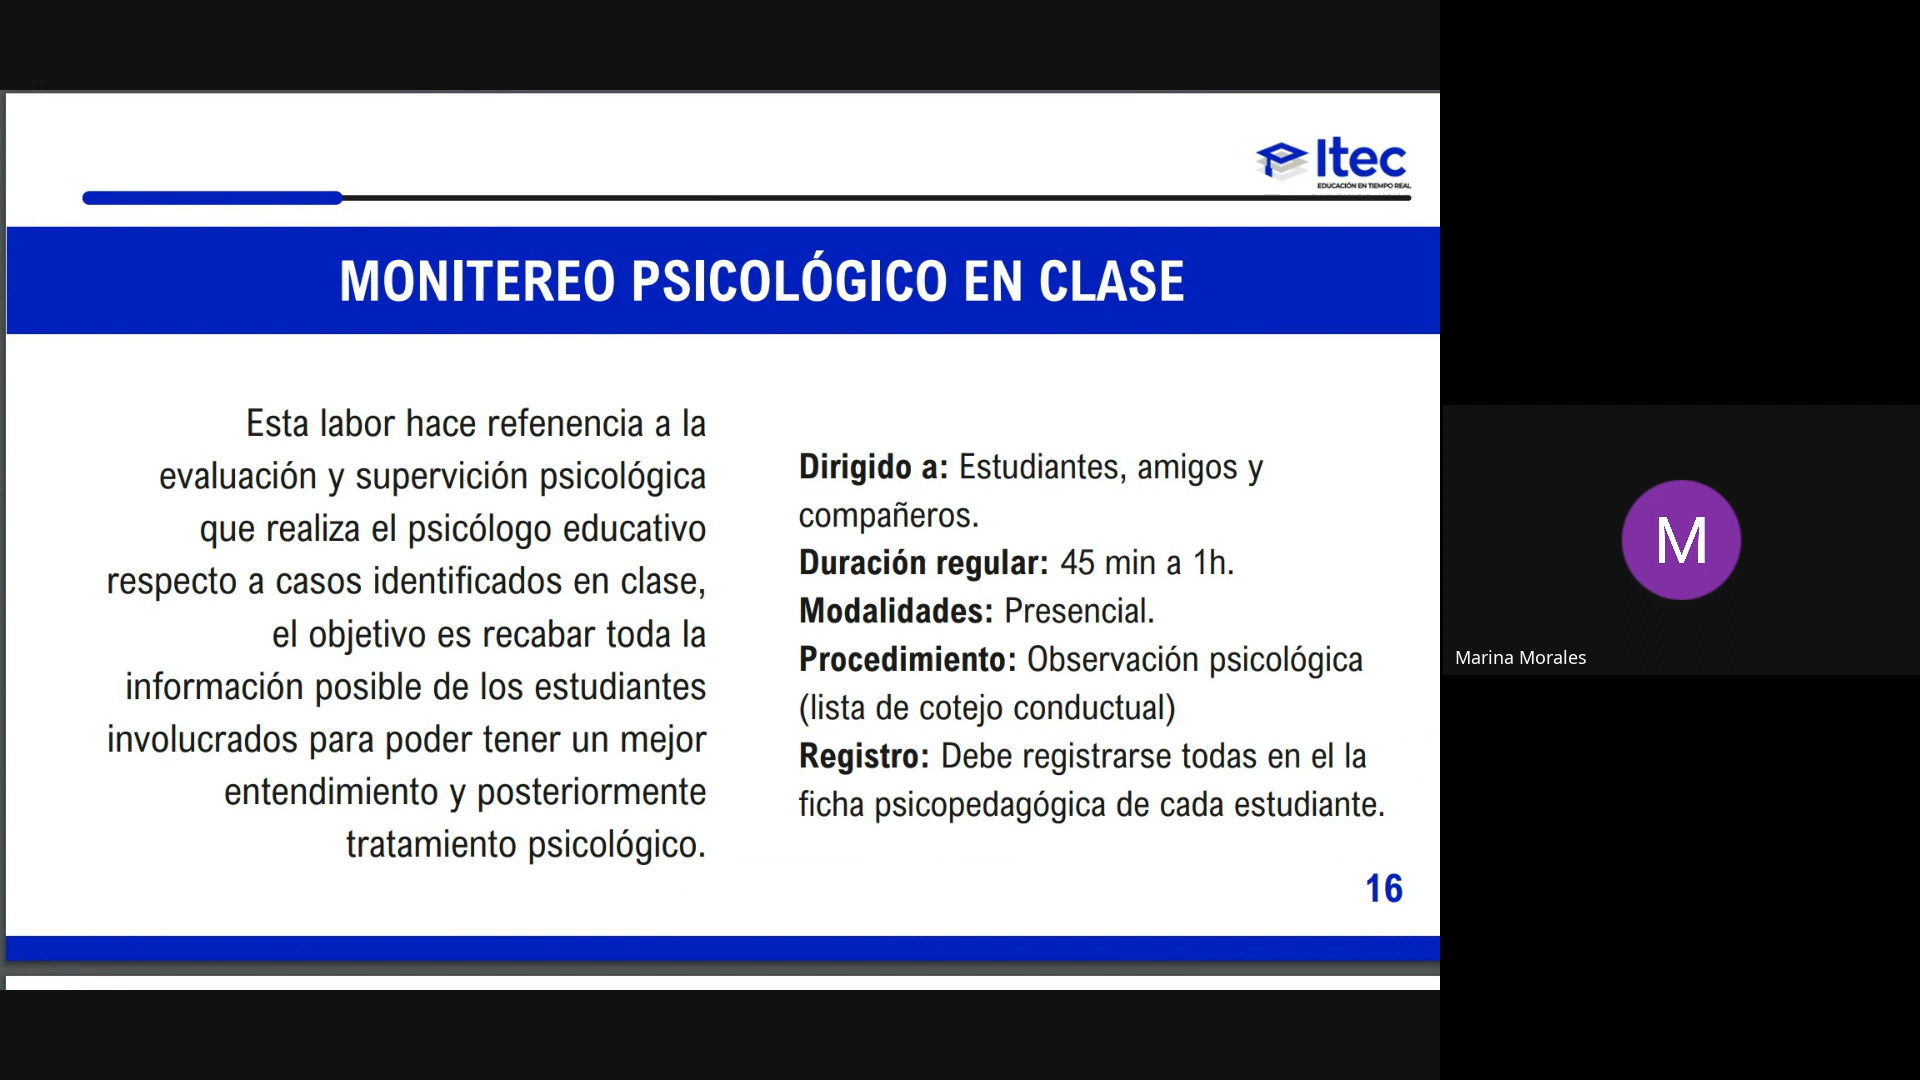 Itec
EDUCACIÓN EN TIEMPO REAL
MONITEREO PSICOLÓGICO EN CLASE
Esta labor hace refenencia a la
evaluación y supervición psicológica
que realiza el psicólogo educativo
respecto a casos identificados en clase,
el objetivo es recabar toda la
información posible de los estudiantes
involucrados para poder tener un mejor
entendimiento y posteriormente
tratamiento psicológico.
Dirigido a: Estudiantes, amigos y
compañeros.
Duración regular: 45 min a 1h.
Modalidades: Presencial.
Procedimiento: Observación psicológica
(lista de cotejo conductual)
Registro: Debe registrarse todas en el la
ficha psicopedagógica de cada estudiante.
16
M
Marina Morales